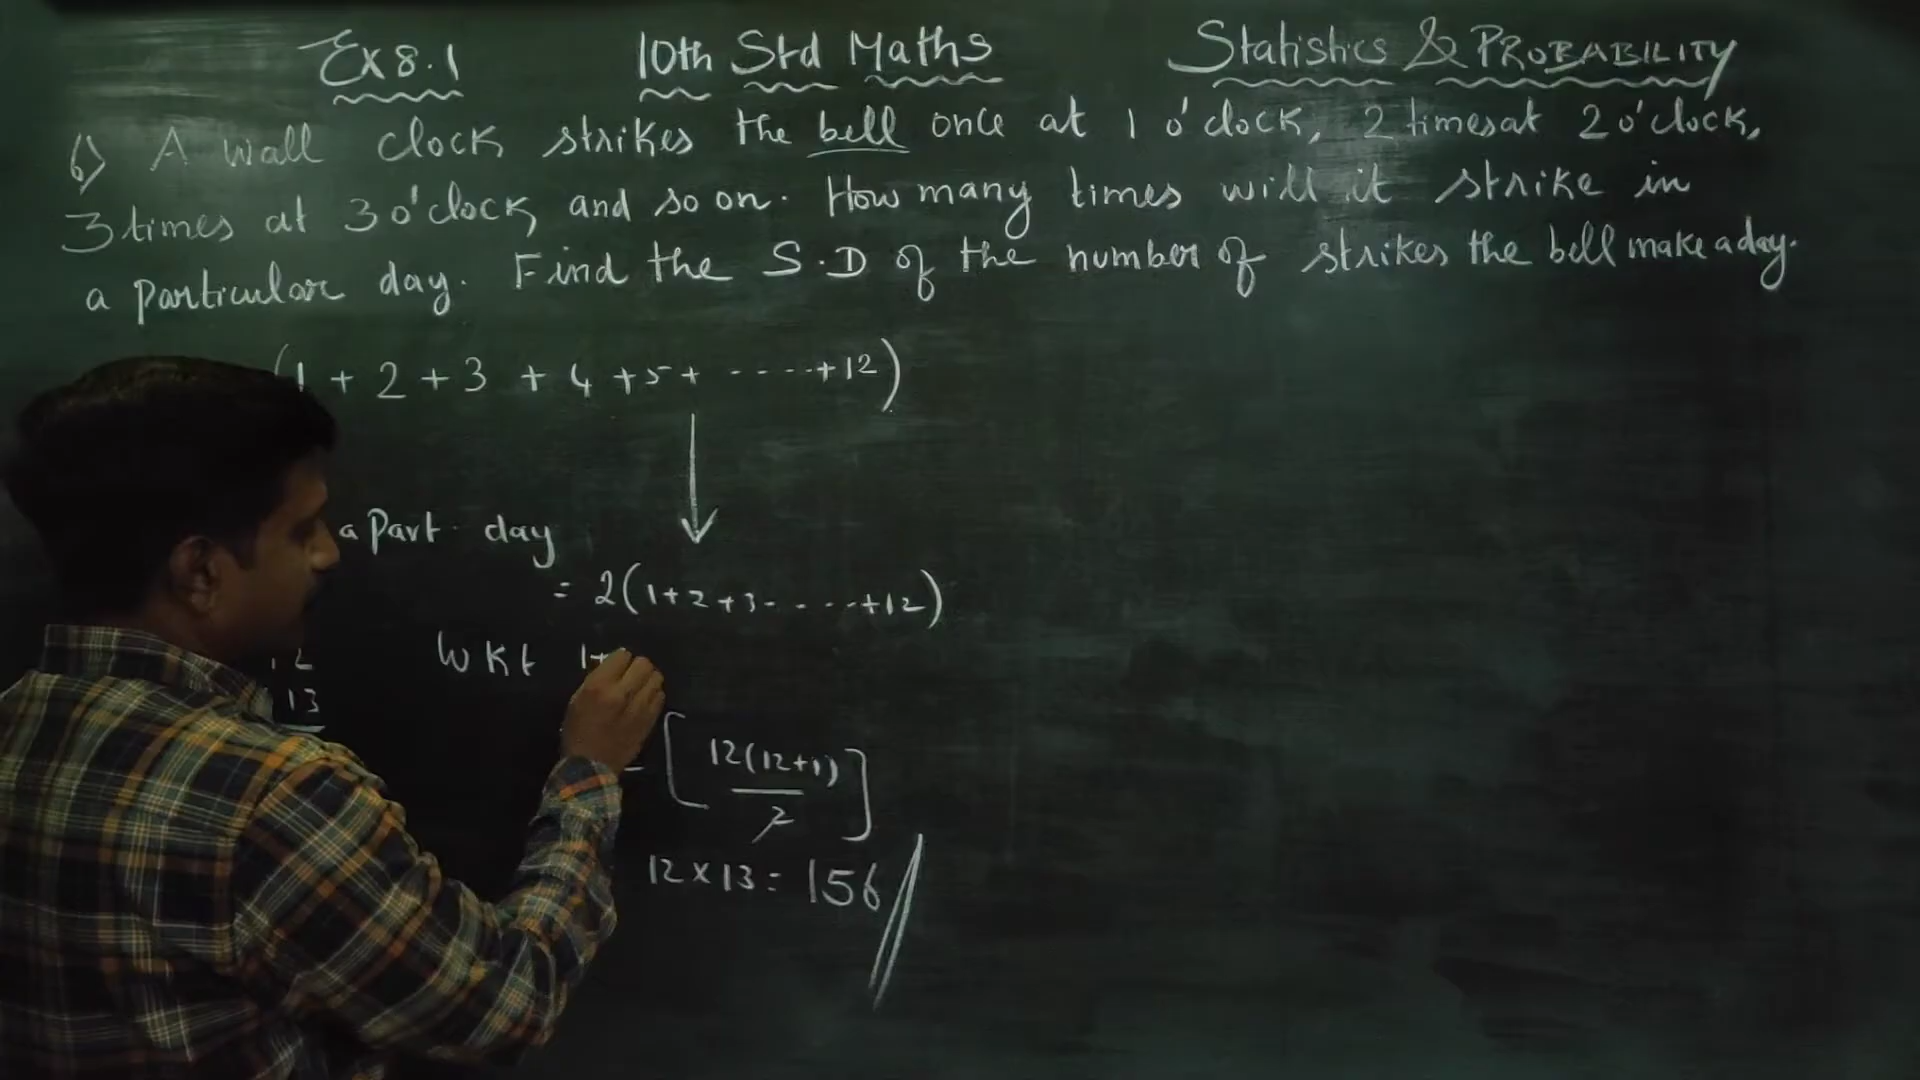 Ex 8.1 10th Std Maths Statistics & PROBABILITY
6) A wall clock strikes the bell once at 1 o'clock, 2 times at 2 o'clock,
3 times at 3 o'clock, and so on. How many times will it strike in
a particular day. Find the S.D of the number of strikes the bell make a day.
(1 + 2 + 3 + 4 + 5 + ..... + 12)
a Part. day
= 2(1+2+3.....+12)
12 WKT 1+
13
[12(12+1)/2]
12 × 13 = 156